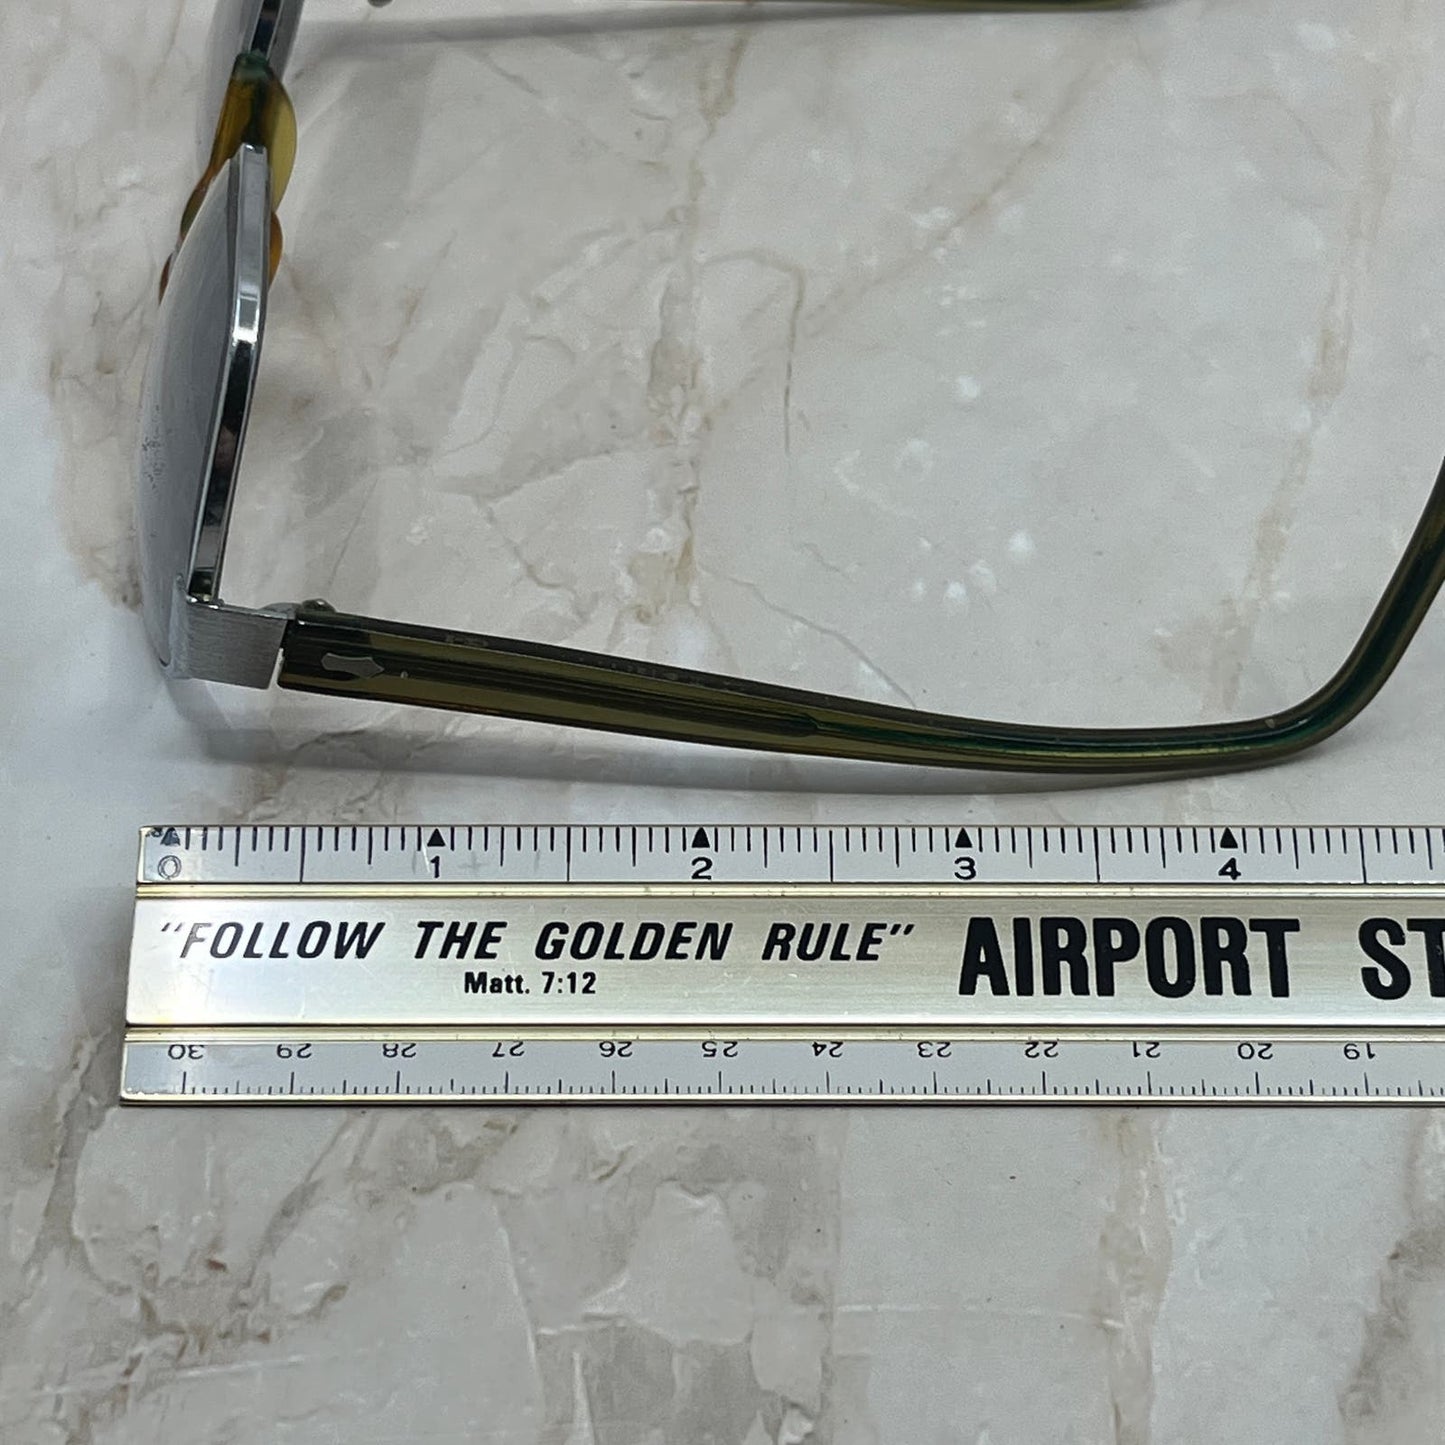 0 1 2 3 4
"FOLLOW THE GOLDEN RULE" AIRPORT ST
Matt. 7:12
30 29 28 27 26 25 24 23 22 21 20 19